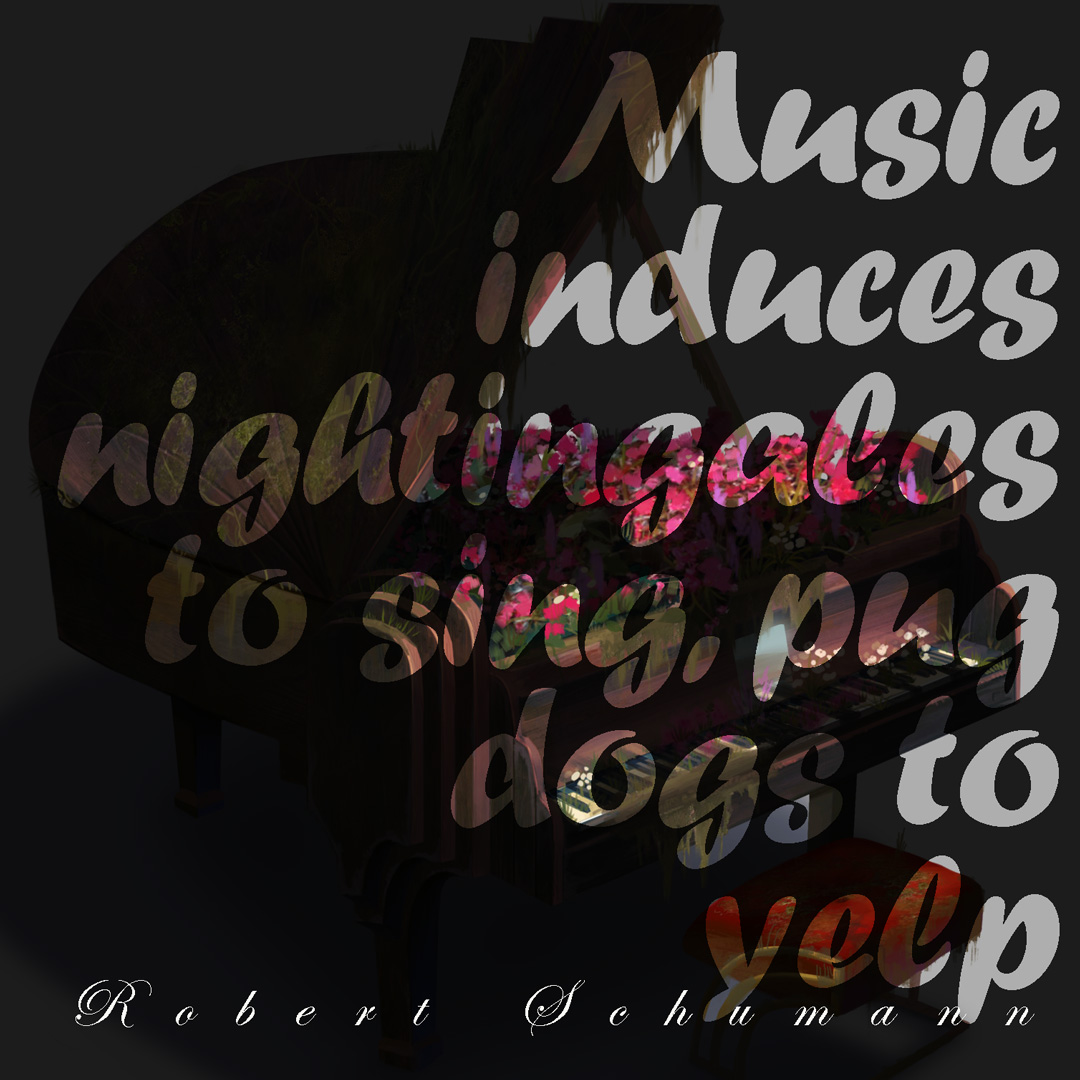 Music
induces
nightingales
to sing, pug
dogs to
yelp
Robert Schumann